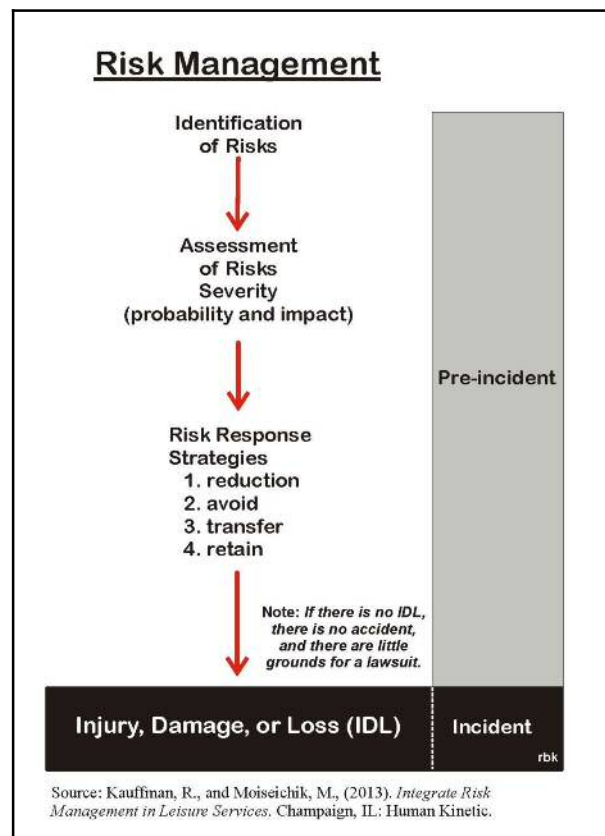 Risk Management
Identification
of Risks
Assessment
of Risks
Severity
(probability and impact)
Pre-incident
Risk Response
Strategies
1. reduction
2. avoid
3. transfer
4. retain
Note: If there is no IDL,
there is no accident,
and there are little
grounds for a lawsuit.
Injury, Damage, or Loss (IDL)
Incident
rbk
Source: Kauffman, R., and Moiseichik, M., (2013). Integrate Risk
Management in Leisure Services. Champaign, IL: Human Kinetic.